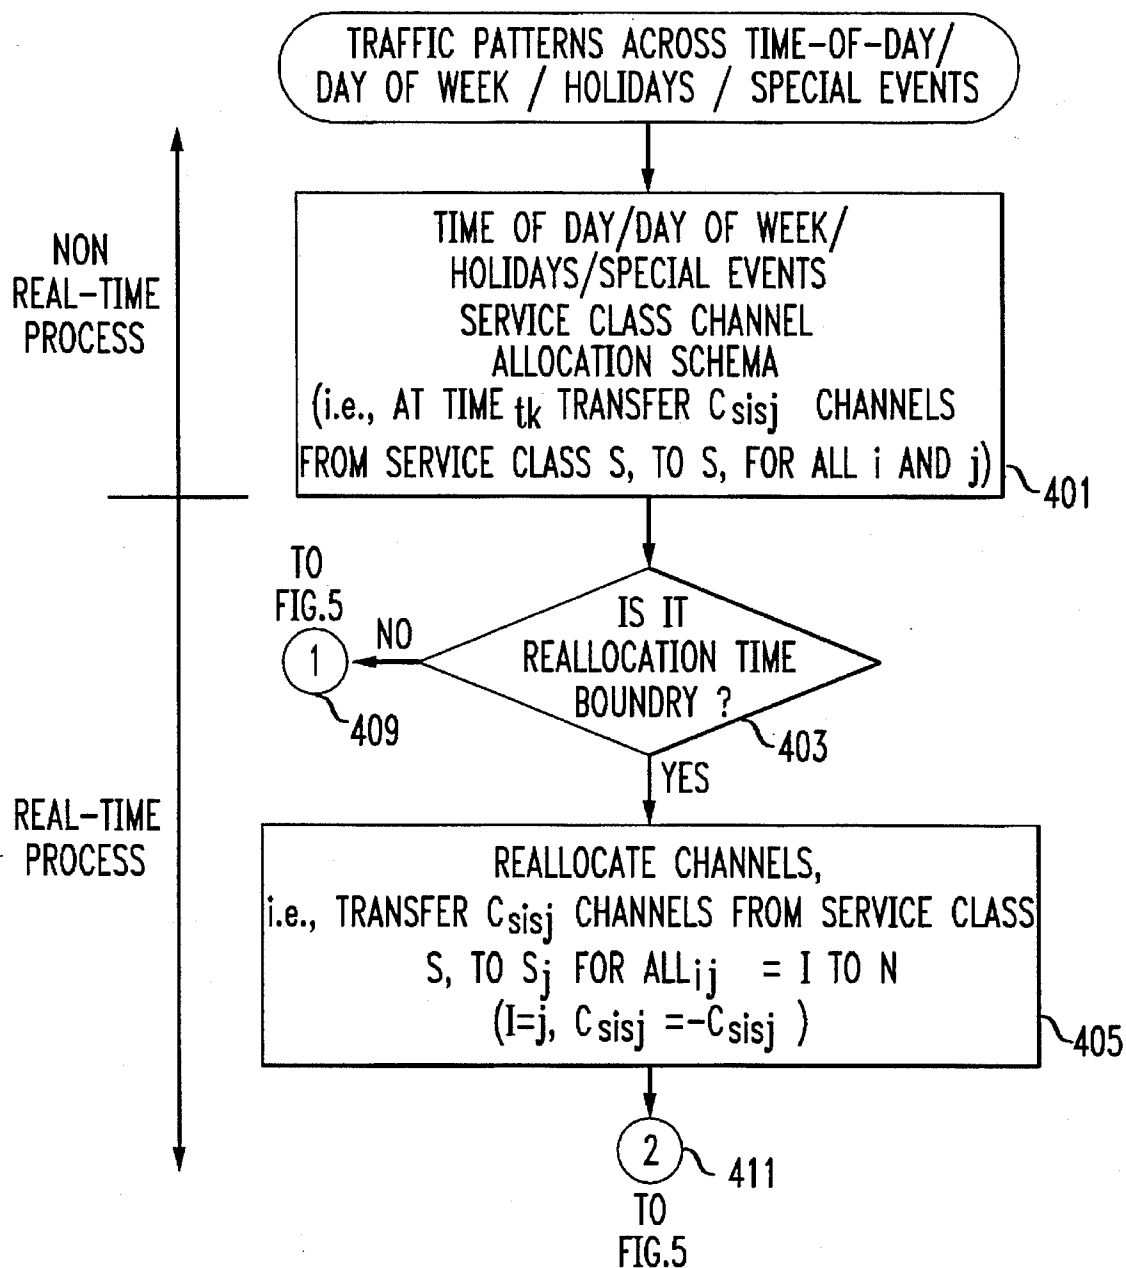 TRAFFIC PATTERNS ACROSS TIME-OF-DAY/
DAY OF WEEK / HOLIDAYS / SPECIAL EVENTS
NON
REAL-TIME
PROCESS
TIME OF DAY/DAY OF WEEK/
HOLIDAYS/SPECIAL EVENTS
SERVICE CLASS CHANNEL
ALLOCATION SCHEMA
(i.e., AT TIME tk TRANSFER Csisj CHANNELS
FROM SERVICE CLASS S, TO S, FOR ALL i AND j)
401
TO
FIG.5
1
409
NO
IS IT
REALLOCATION TIME
BOUNDRY ?
403
YES
REAL-TIME
PROCESS
REALLOCATE CHANNELS,
i.e., TRANSFER Csisj CHANNELS FROM SERVICE CLASS
S, TO Sj FOR ALL ij = I TO N
(I=j, Csisj =-Csisj )
405
2
411
TO
FIG.5